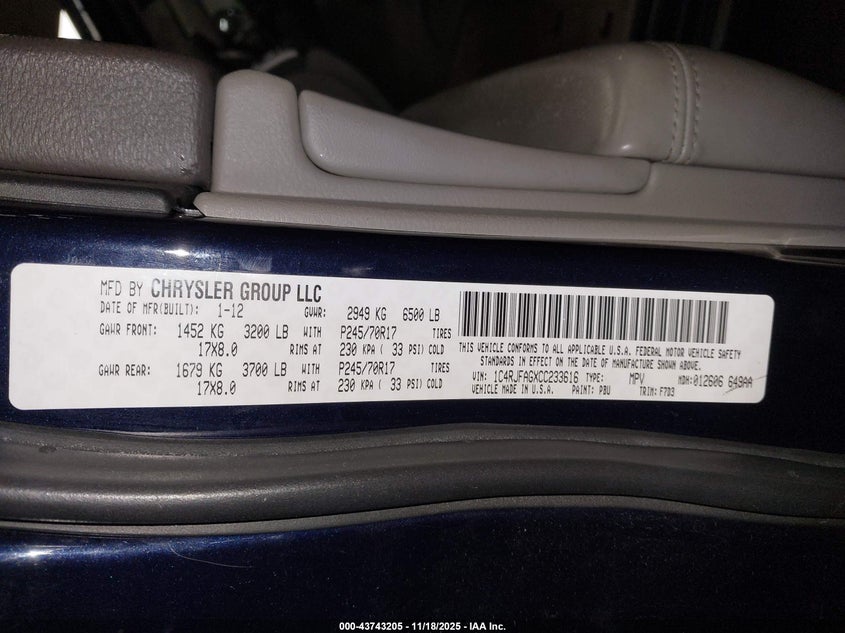 MFD BY CHRYSLER GROUP LLC
DATE OF MFR(BUILT): 1-12 GVWR: 2949 KG 6500 LB
GAWR FRONT: 1452 KG 3200 LB WITH P245/70R17 TIRES
17X8.0 RIMS AT 230 KPA ( 33 PSI) COLD
GAWR REAR: 1679 KG 3700 LB WITH P245/70R17 TIRES
17X8.0 RIMS AT 230 KPA ( 33 PSI) COLD
THIS VEHICLE CONFORMS TO ALL APPLICABLE U.S.A. FEDERAL MOTOR VEHICLE SAFETY
STANDARDS IN EFFECT ON THE DATE OF MANUFACTURE SHOWN ABOVE.
VIN: 1C4RJFAGXCC233616 TYPE: MPV MDH: 012606 649AA
VEHICLE MADE IN U.S.A. PAINT: PBU TRIM: F7D3
000-43743205 - 11/18/2025 - IAA Inc.